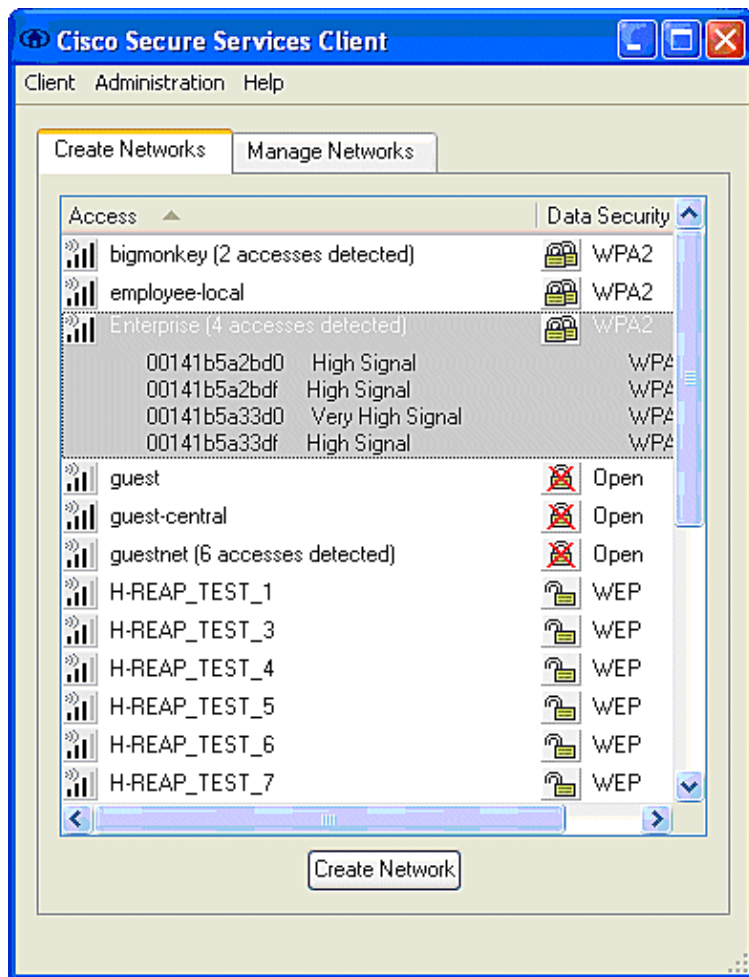 Cisco Secure Services Client
Client Administration Help
Create Networks Manage Networks
Access Data Security
bigmonkey (2 accesses detected) WPA2
employee-local WPA2
Enterprise (4 accesses detected) WPA2
00141b5a2bd0 High Signal WPA
00141b5a2bdf High Signal WPA
00141b5a33d0 Very High Signal WPA
00141b5a33df High Signal WPA
guest Open
guest-central Open
guestnet (6 accesses detected) Open
H-REAP_TEST_1 WEP
H-REAP_TEST_3 WEP
H-REAP_TEST_4 WEP
H-REAP_TEST_5 WEP
H-REAP_TEST_6 WEP
H-REAP_TEST_7 WEP
Create Network